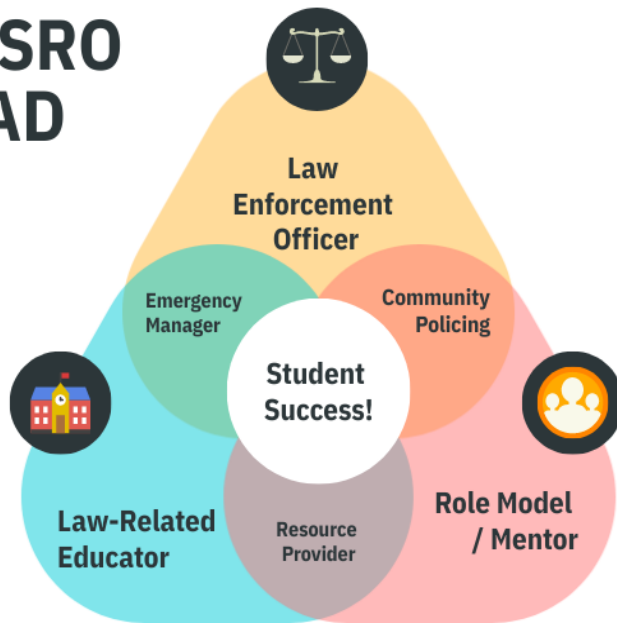 SRO
AD
Law
Enforcement
Officer
Emergency
Manager
Community
Policing
Student
Success!
Law-Related
Educator
Resource
Provider
Role Model
/ Mentor